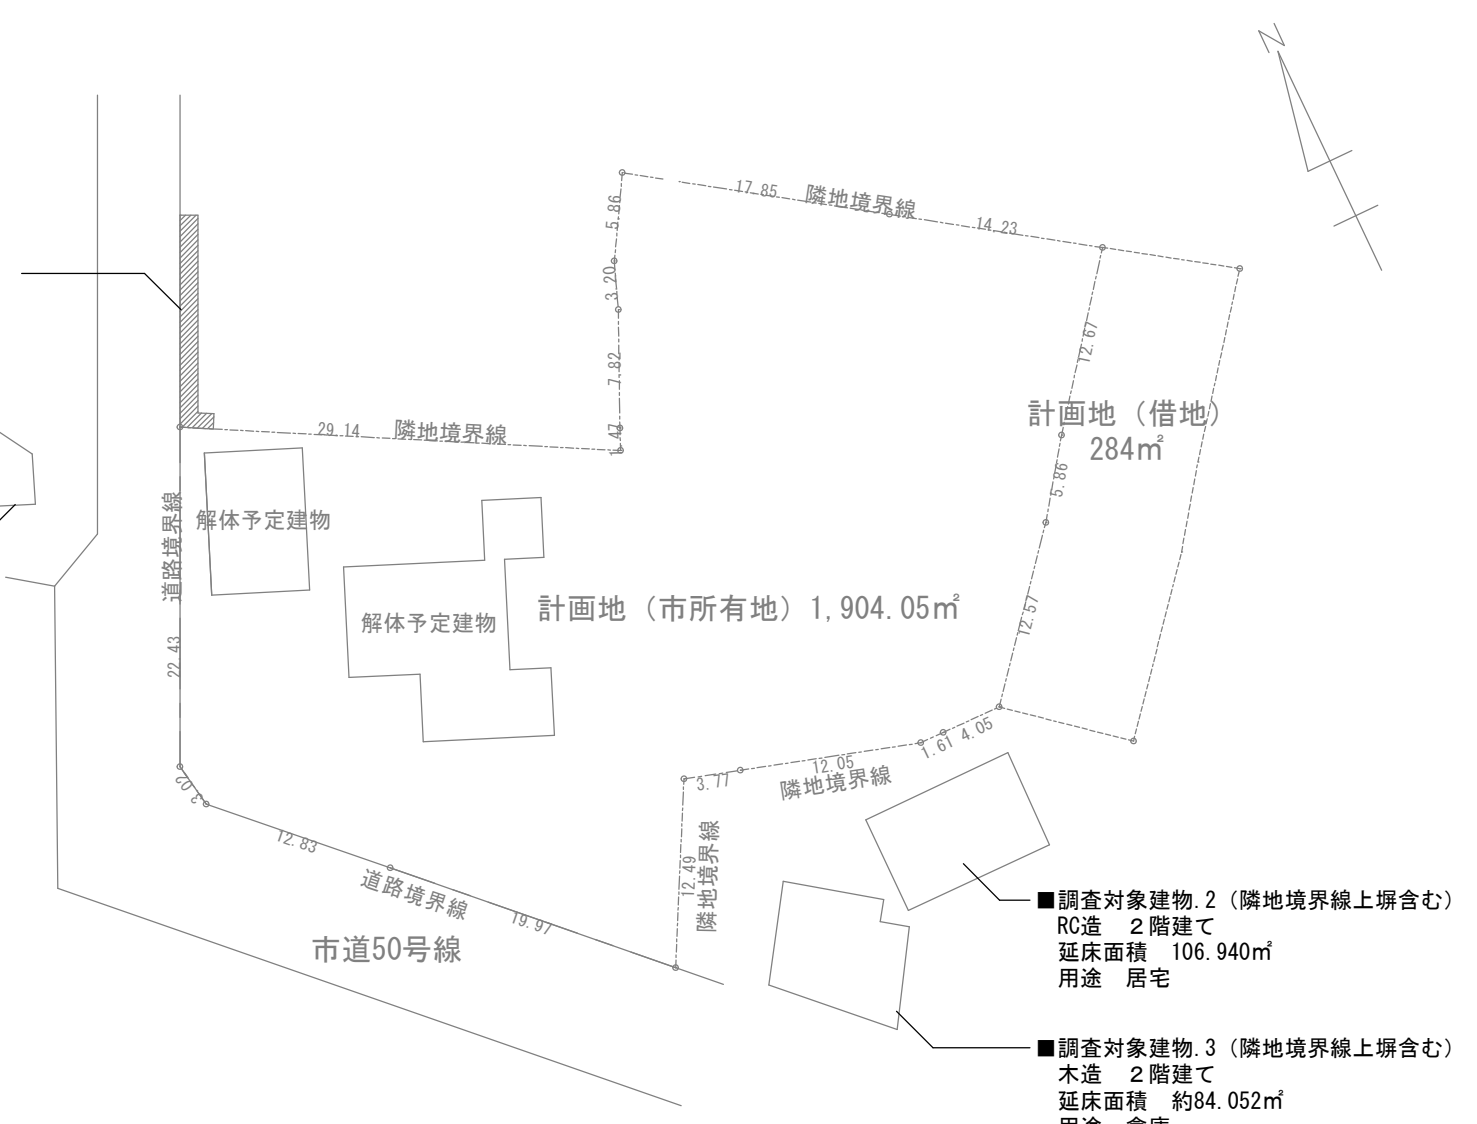 N
17.85
隣地境界線
14.23
5.86
3.20
7.82
1.47
12.67
計画地（借地）
284㎡
29.14
隣地境界線
5.86
道路境界線
解体予定建物
計画地（市所有地）1,904.05㎡
解体予定建物
12.57
22.43
4.05
1.61
12.05
3.77
隣地境界線
3.02
12.83
道路境界線
12.49
隣地境界線
19.97
市道50号線
■調査対象建物.2（隣地境界線上塀含む）
RC造　２階建て
延床面積　106.940㎡
用途　居宅
■調査対象建物.3（隣地境界線上塀含む）
木造　２階建て
延床面積　約84.052㎡
用途　倉庫